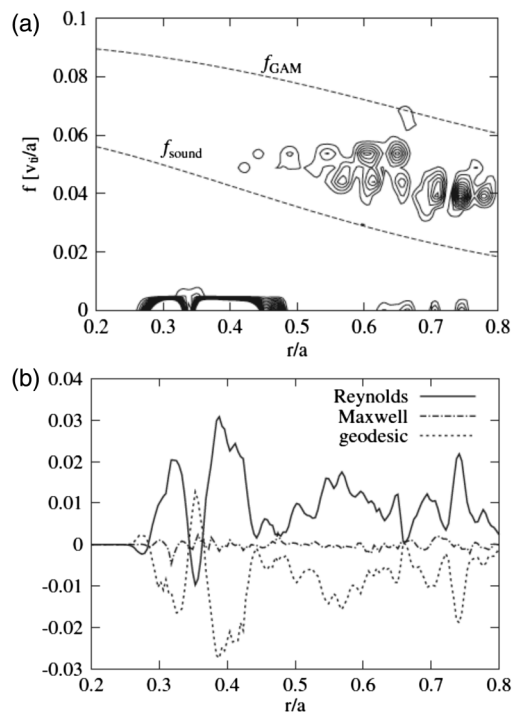 (a)
0.1
0.08
0.06
0.04
0.02
0
f [vₜᵢ/a]
f_GAM
f_sound
0.2 0.3 0.4 0.5 0.6 0.7 0.8
r/a
(b)
0.04
0.03
0.02
0.01
0
-0.01
-0.02
-0.03
Reynolds
Maxwell
geodesic
0.2 0.3 0.4 0.5 0.6 0.7 0.8
r/a